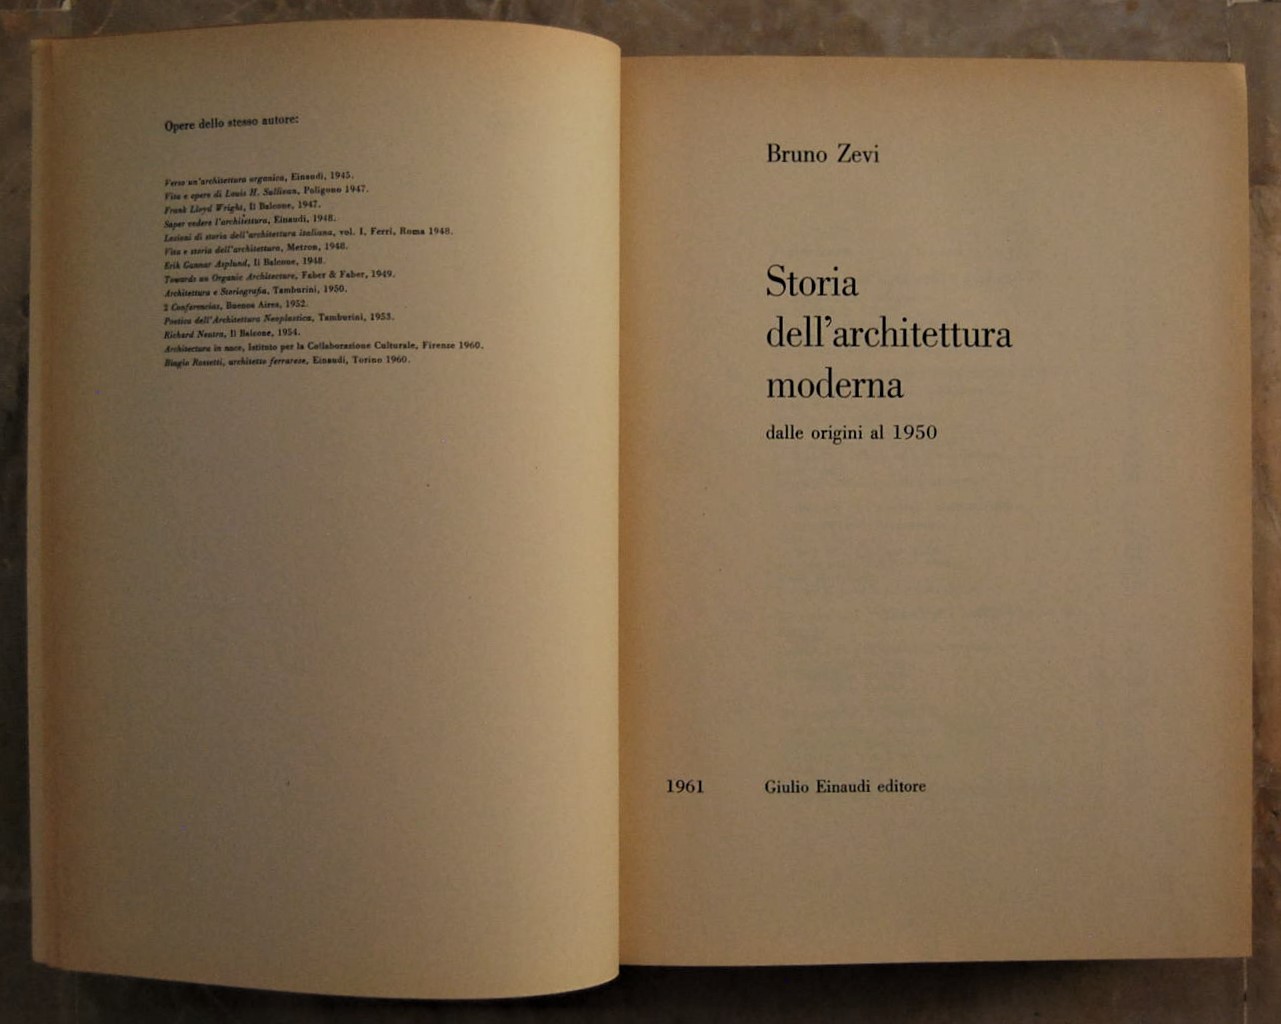 Opere dello stesso autore:
Verso un'architettura organica, Einaudi, 1945.
Vita e opere di Louis H. Sullivan, Poligono 1947.
Frank Lloyd Wright, Il Balcone, 1947.
Saper vedere l'architettura, Einaudi, 1948.
Lezioni di storia dell'architettura italiana, vol. I, Ferri, Roma 1948.
Vita e storia dell'architettura, Metron, 1948.
Erik Gunnar Asplund, Il Balcone, 1948.
Towards an Organic Architecture, Faber & Faber, 1949.
Architettura e Storiografia, Tamburini, 1950.
2 Conferencias, Buenos Aires, 1952.
Poetica dell'Architettura Neoplastica, Tamburini, 1953.
Richard Neutra, Il Balcone, 1954.
Architectura in nuce, Istituto per la Collaborazione Culturale, Firenze 1960.
Biagio Rossetti, architetto ferrarese, Einaudi, Torino 1960.
Bruno Zevi
Storia
dell'architettura
moderna
dalle origini al 1950
1961 Giulio Einaudi editore